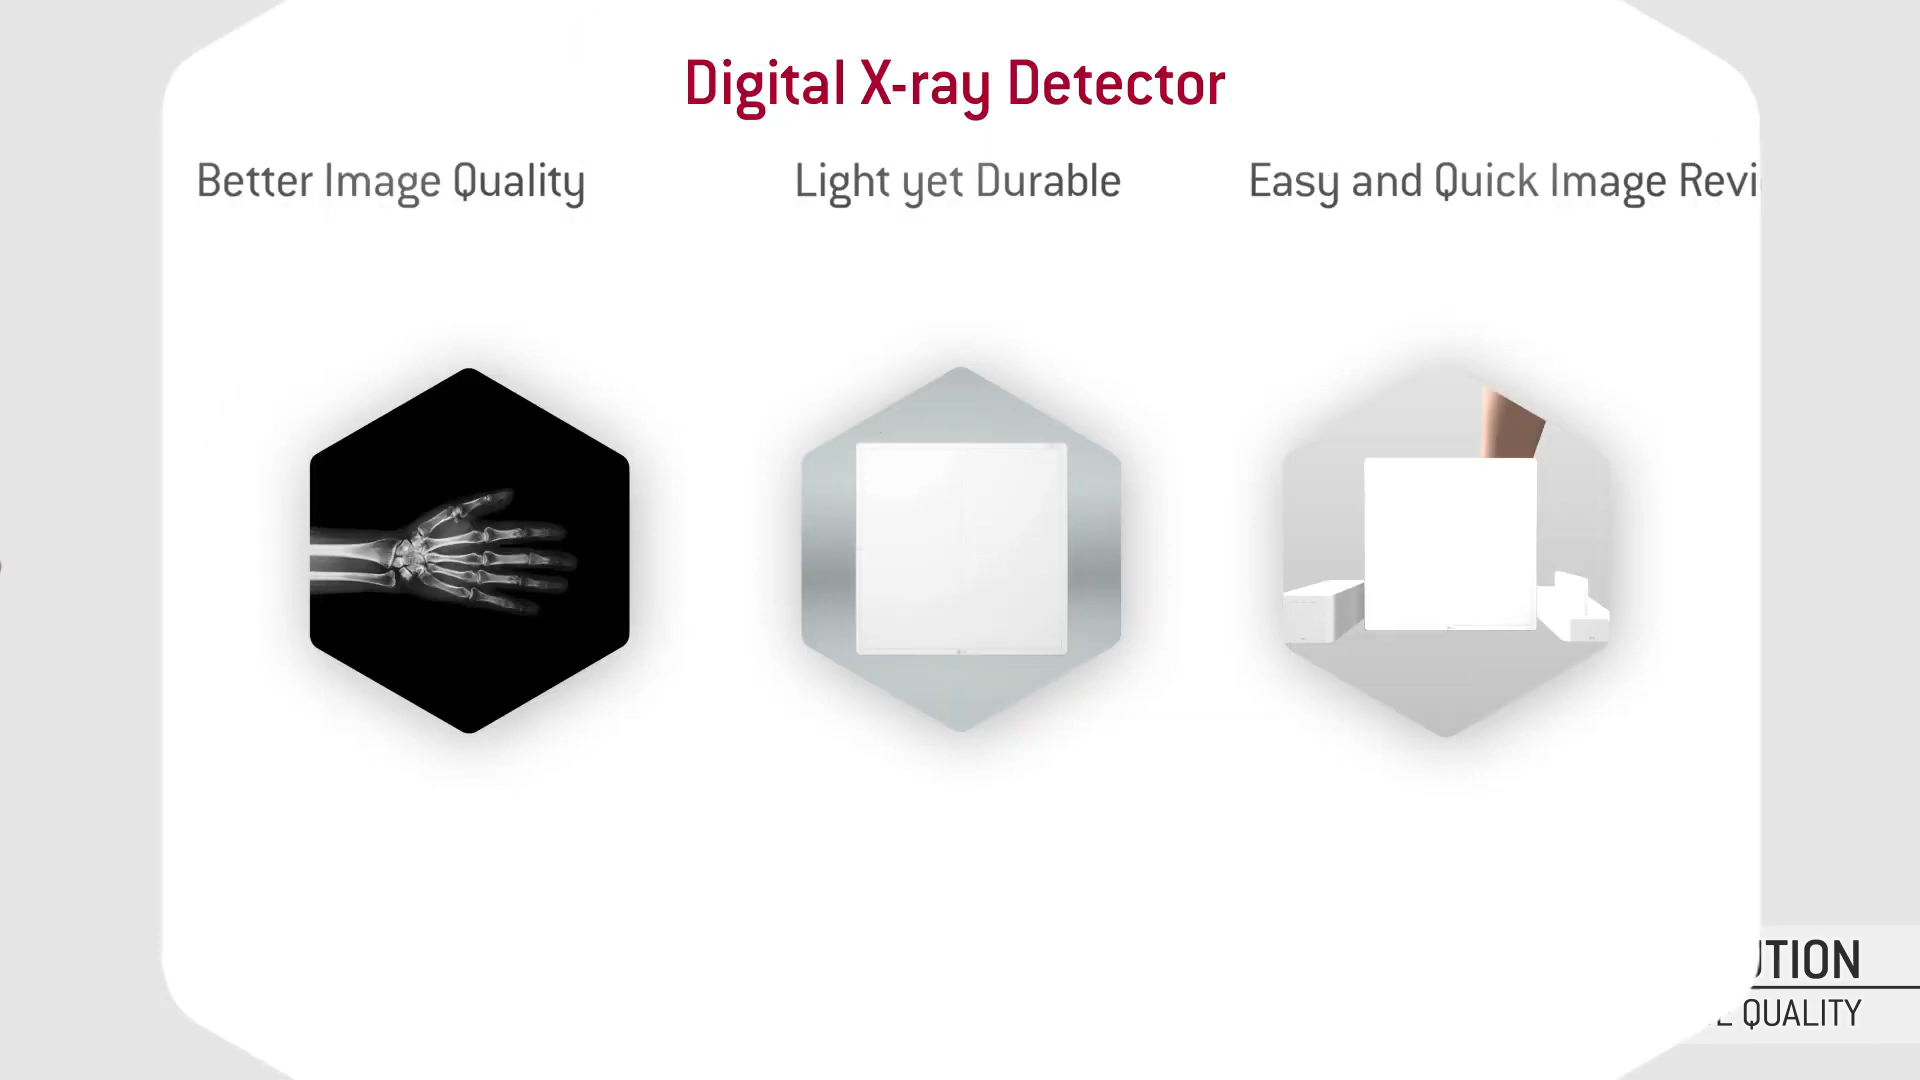 Digital X-ray Detector
Better Image Quality
Light yet Durable
Easy and Quick Image Revi
UTION
QUALITY